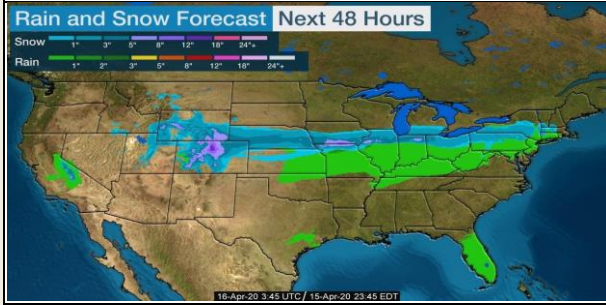 Rain and Snow Forecast Next 48 Hours
Snow
1" 3" 5" 8" 12" 18" 24"+
Rain
1" 2" 3" 5" 8" 12" 18" 24"+
16-Apr-20 3:45 UTC / 15-Apr-20 23:45 EDT